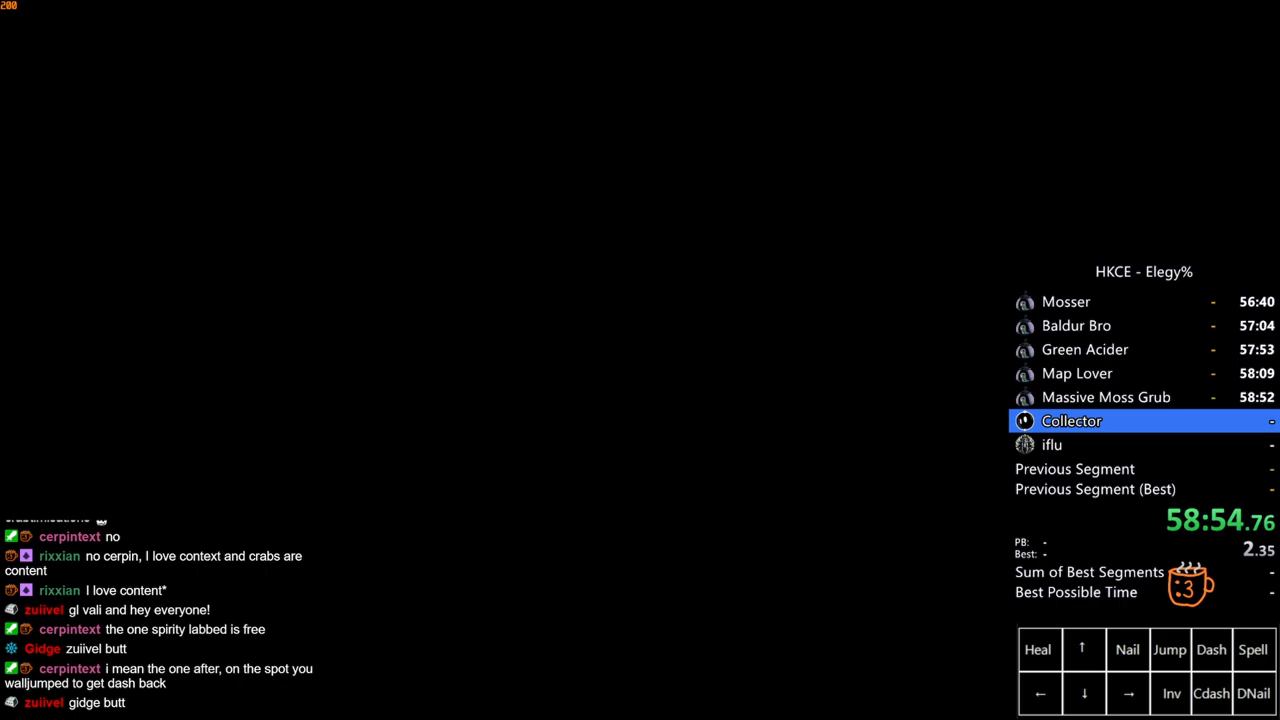 200
HKCE - Elegy%
Mosser - 56:40
Baldur Bro - 57:04
Green Acider - 57:53
Map Lover - 58:09
Massive Moss Grub - 58:52
Collector -
iflu -
Previous Segment -
Previous Segment (Best) -
58:54.76
PB: -
Best: -
2.35
Sum of Best Segments -
Best Possible Time -
:3
cerpintext no
rixxian no cerpin, I love context and crabs are
content
rixxian I love content*
zuiivel gl vali and hey everyone!
cerpintext the one spirity labbed is free
Gidge zuiivel butt
cerpintext i mean the one after, on the spot you
walljumped to get dash back
zuiivel gidge butt
Heal ↑ Nail Jump Dash Spell
← ↓ → Inv Cdash DNail